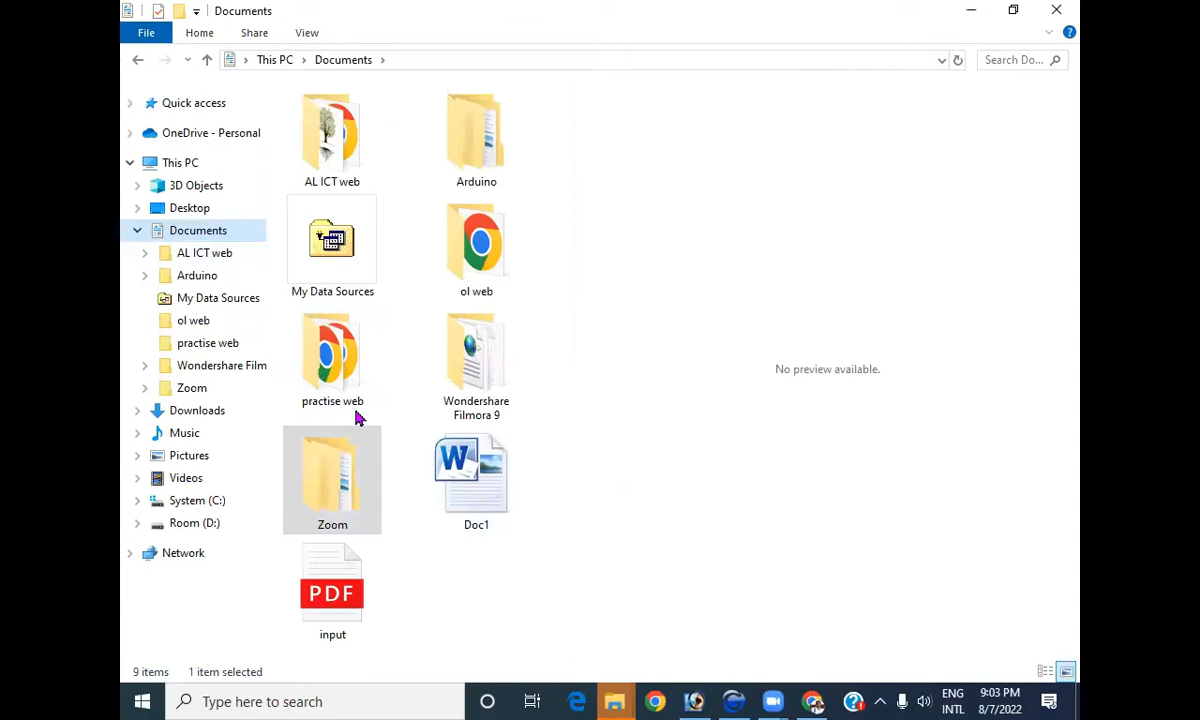 Documents
File
Home
Share
View
This PC
Documents
Search Do...
Quick access
OneDrive - Personal
This PC
3D Objects
Desktop
Documents
AL ICT web
Arduino
My Data Sources
ol web
practise web
Wondershare Film
Zoom
Downloads
Music
Pictures
Videos
System (C:)
Room (D:)
Network
AL ICT web
Arduino
My Data Sources
ol web
practise web
Wondershare
Filmora 9
Zoom
W
Doc1
PDF
input
No preview available.
9 items
1 item selected
Type here to search
ENG
INTL
9:03 PM
8/7/2022